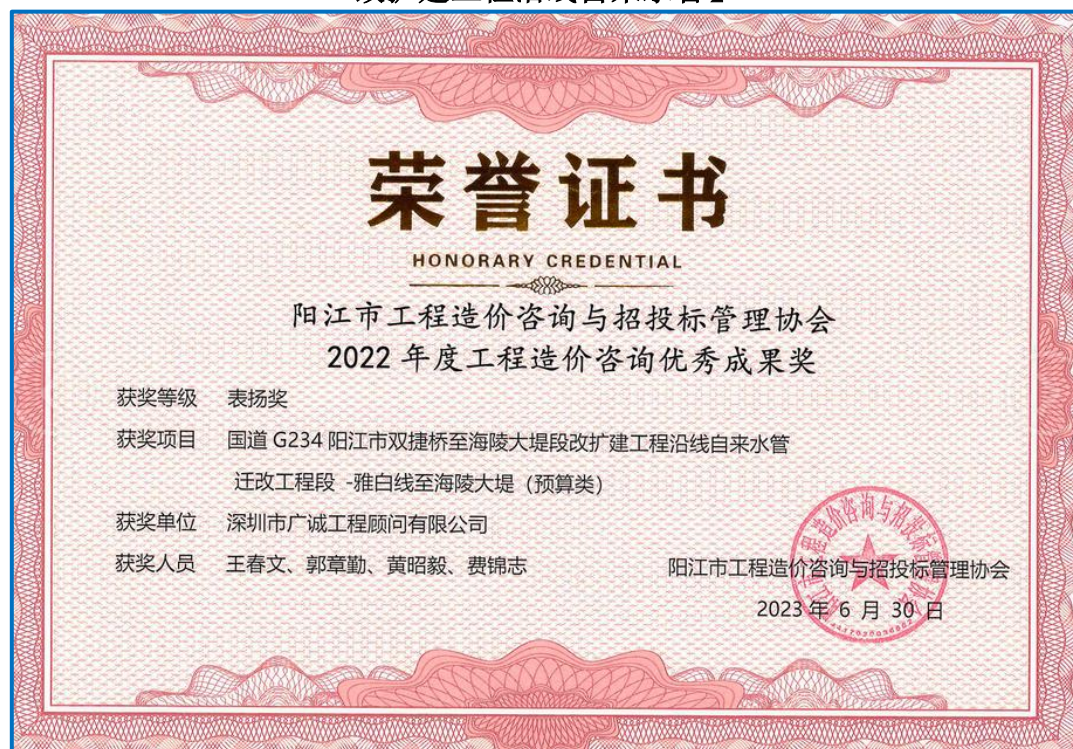 荣誉证书
HONORARY CREDENTIAL
阳江市工程造价咨询与招投标管理协会
2022 年度工程造价咨询优秀成果奖
获奖等级 表扬奖
获奖项目 国道 G234 阳江市双捷桥至海陵大堤段改扩建工程沿线自来水管
迁改工程段 -雅白线至海陵大堤（预算类）
获奖单位 深圳市广诚工程顾问有限公司
获奖人员 王春文、郭章勤、黄昭毅、费锦志
阳江市工程造价咨询与招投标管理协会
2023 年 6 月 30 日